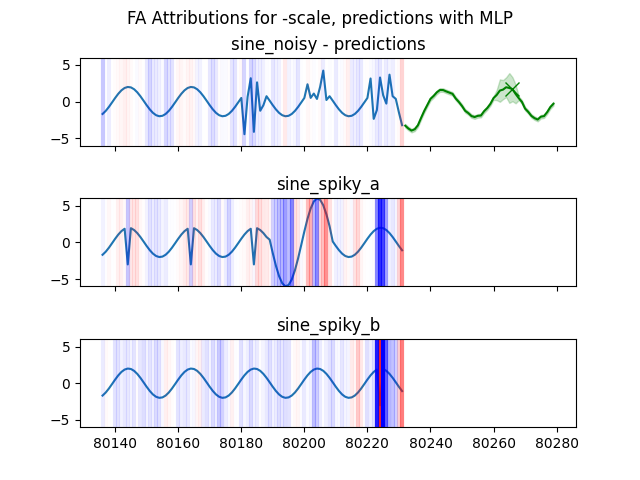 FA Attributions for -scale, predictions with MLP
sine_noisy - predictions
5
0
−5
sine_spiky_a
5
0
−5
sine_spiky_b
5
0
−5
80140 80160 80180 80200 80220 80240 80260 80280